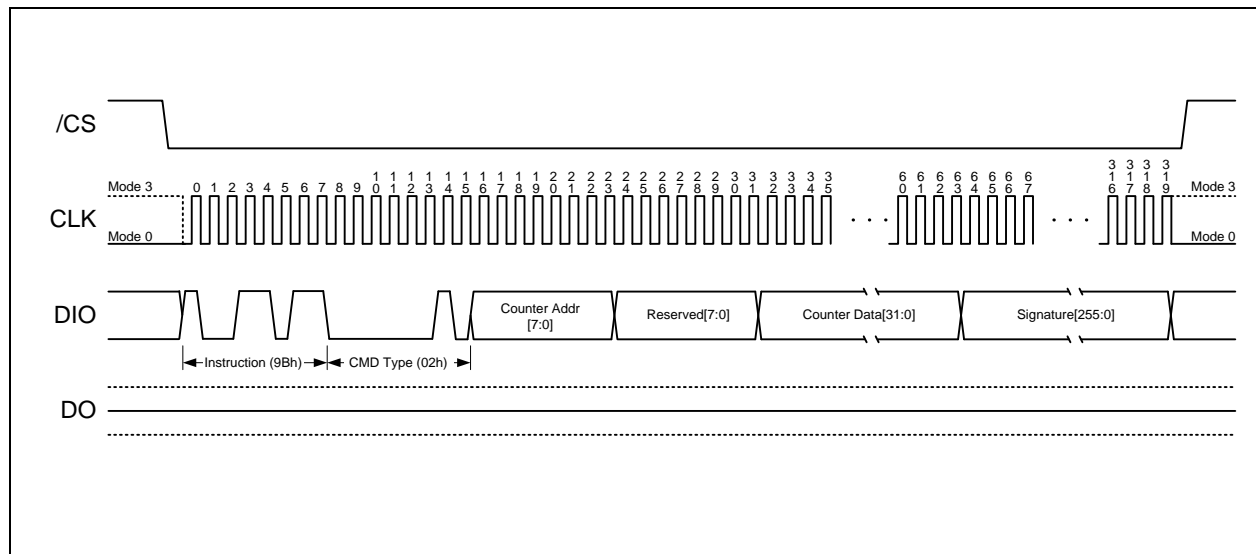 /CS
Mode 3
0 1 2 3 4 5 6 7 8 9 10 11 12 13 14 15 16 17 18 19 20 21 22 23 24 25 26 27 28 29 30 31 32 33 34 35 60 61 62 63 64 65 66 67 316 317 318 319
Mode 3
CLK
. . .
. . .
Mode 0
Mode 0
DIO
Counter Addr
[7:0]
Reserved[7:0]
Counter Data[31:0]
Signature[255:0]
Instruction (9Bh)
CMD Type (02h)
DO